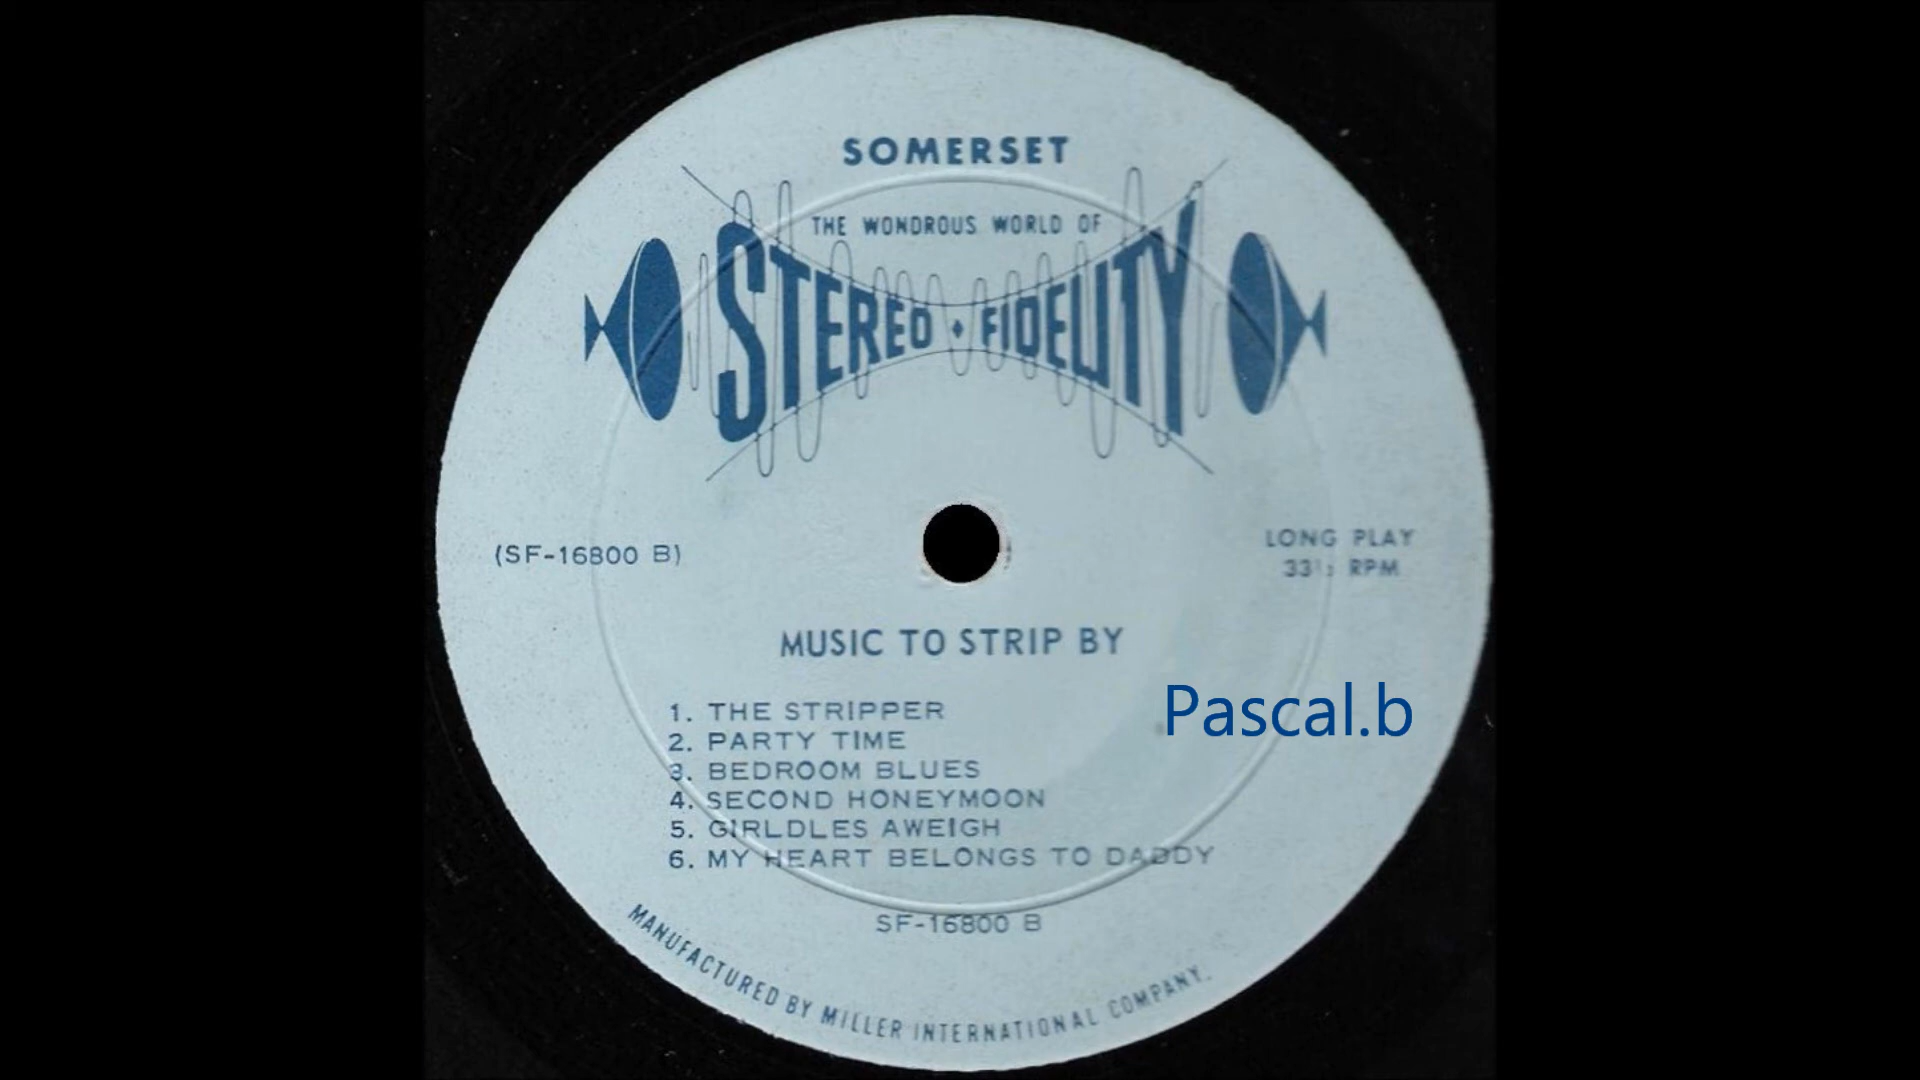 SOMERSET
THE WONDROUS WORLD OF
STEREO • FIDELITY
(SF-16800 B)
LONG PLAY
33⅓ RPM
MUSIC TO STRIP BY
1. THE STRIPPER
Pascal.b
2. PARTY TIME
3. BEDROOM BLUES
4. SECOND HONEYMOON
5. GIRLDLES AWEIGH
6. MY HEART BELONGS TO DADDY
SF-16800 B
MANUFACTURED BY MILLER INTERNATIONAL COMPANY.